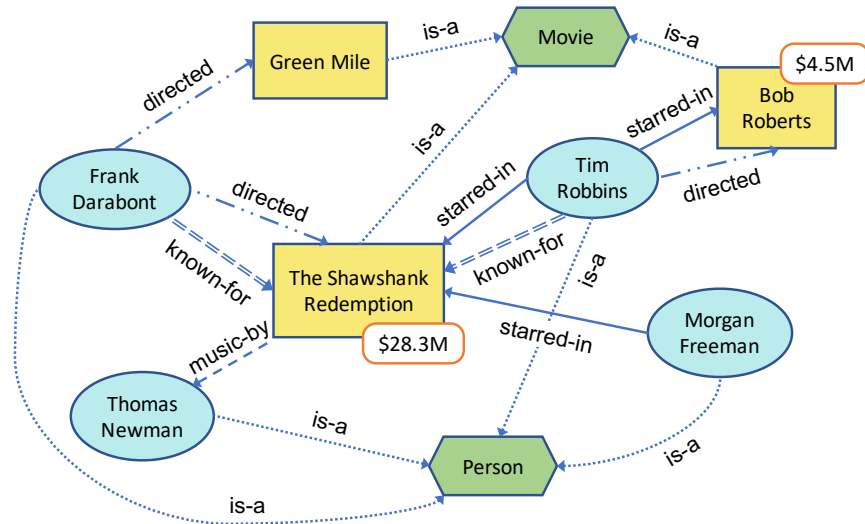 is-a
Movie
is-a
$4.5M
Green Mile
directed
Bob
Roberts
starred-in
is-a
Tim
Robbins
Frank
Darabont
directed
starred-in
directed
known-for
known-for
The Shawshank
Redemption
is-a
music-by
$28.3M
starred-in
Morgan
Freeman
Thomas
Newman
is-a
Person
is-a
is-a